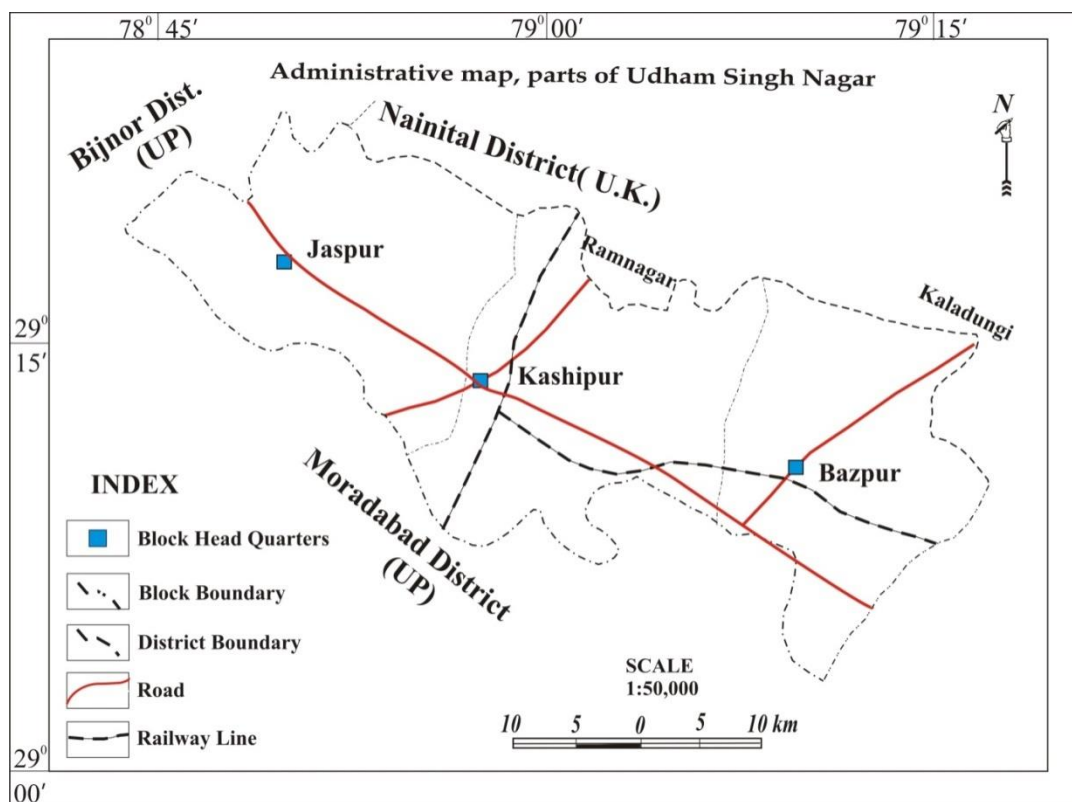 78⁰ 45′
79⁰ 00′
79⁰ 15′
Administrative map, parts of Udham Singh Nagar
Bijnor Dist.
(UP)
Nainital District( U.K.)
N
Ramnagar
Jaspur
Kaladungi
29⁰
15′
Kashipur
Bazpur
Moradabad District
(UP)
INDEX
Block Head Quarters
Block Boundary
District Boundary
Road
Railway Line
SCALE
1:50,000
10 5 0 5 10 km
29⁰
00′